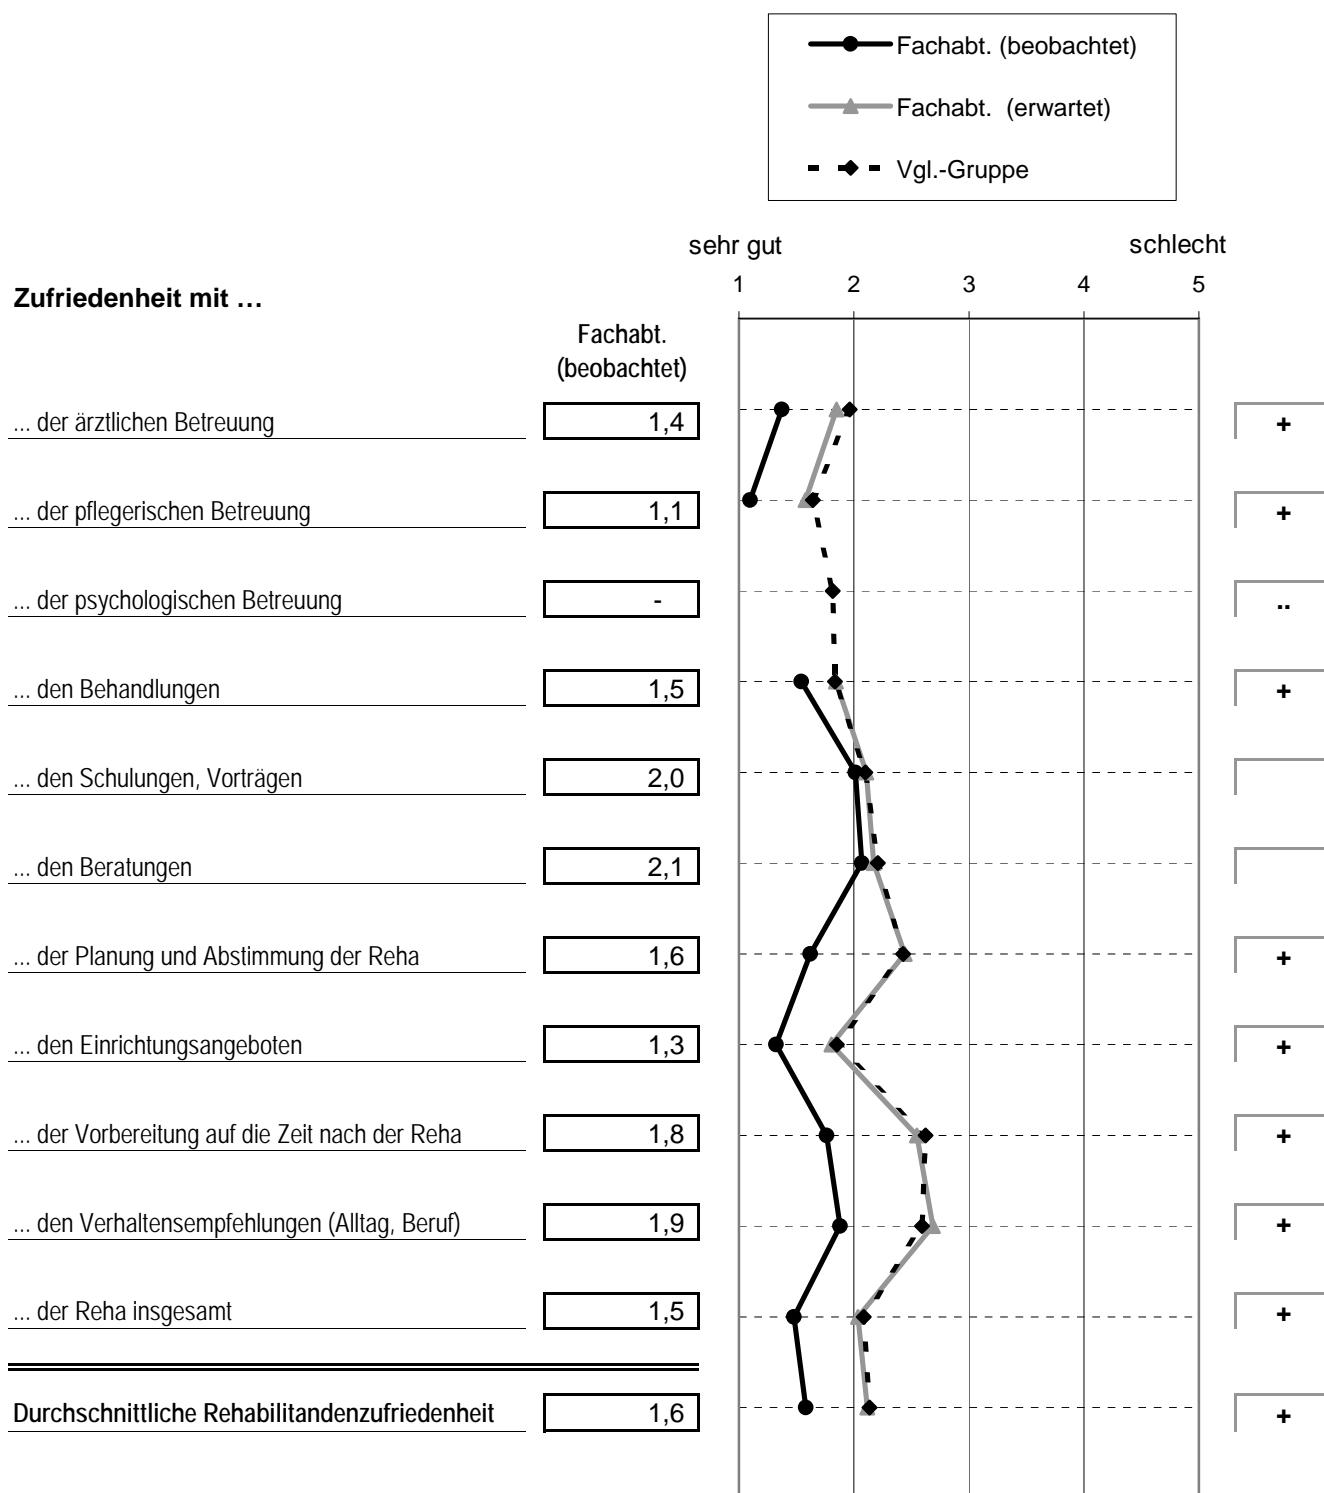 Fachabt. (beobachtet)
Fachabt. (erwartet)
Vgl.-Gruppe
sehr gut schlecht
1 2 3 4 5
Zufriedenheit mit …
Fachabt.
(beobachtet)
... der ärztlichen Betreuung 1,4 +
... der pflegerischen Betreuung 1,1 +
... der psychologischen Betreuung - ..
... den Behandlungen 1,5 +
... den Schulungen, Vorträgen 2,0
... den Beratungen 2,1
... der Planung und Abstimmung der Reha 1,6 +
... den Einrichtungsangeboten 1,3 +
... der Vorbereitung auf die Zeit nach der Reha 1,8 +
... den Verhaltensempfehlungen (Alltag, Beruf) 1,9 +
... der Reha insgesamt 1,5 +
Durchschnittliche Rehabilitandenzufriedenheit 1,6 +